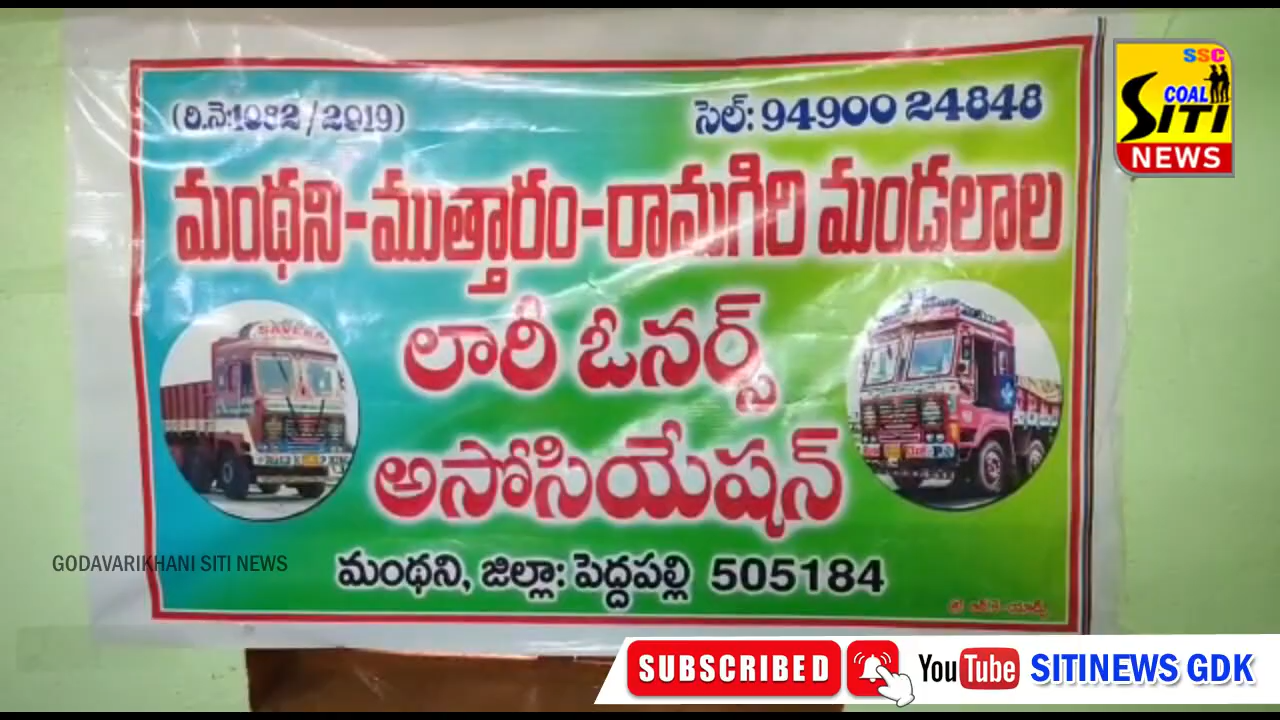 (రి.నె:1082/2019)
సెల్: 94900 24848
SSC
COAL
SITI
NEWS
మంథని-ముత్తారం-రామగిరి మండలాల
లారీ ఓనర్స్
అసోసియేషన్
మంథని, జిల్లా: పెద్దపల్లి 505184
GODAVARIKHANI SITI NEWS
SUBSCRIBED
YouTube SITINEWS GDK